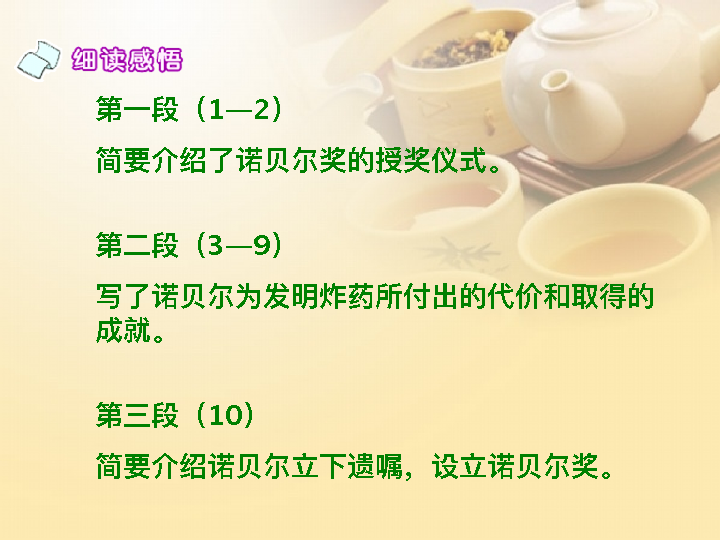 细读感悟
第一段（1—2）
简要介绍了诺贝尔奖的授奖仪式。
第二段（3—9）
写了诺贝尔为发明炸药所付出的代价和取得的
成就。
第三段（10）
简要介绍诺贝尔立下遗嘱，设立诺贝尔奖。